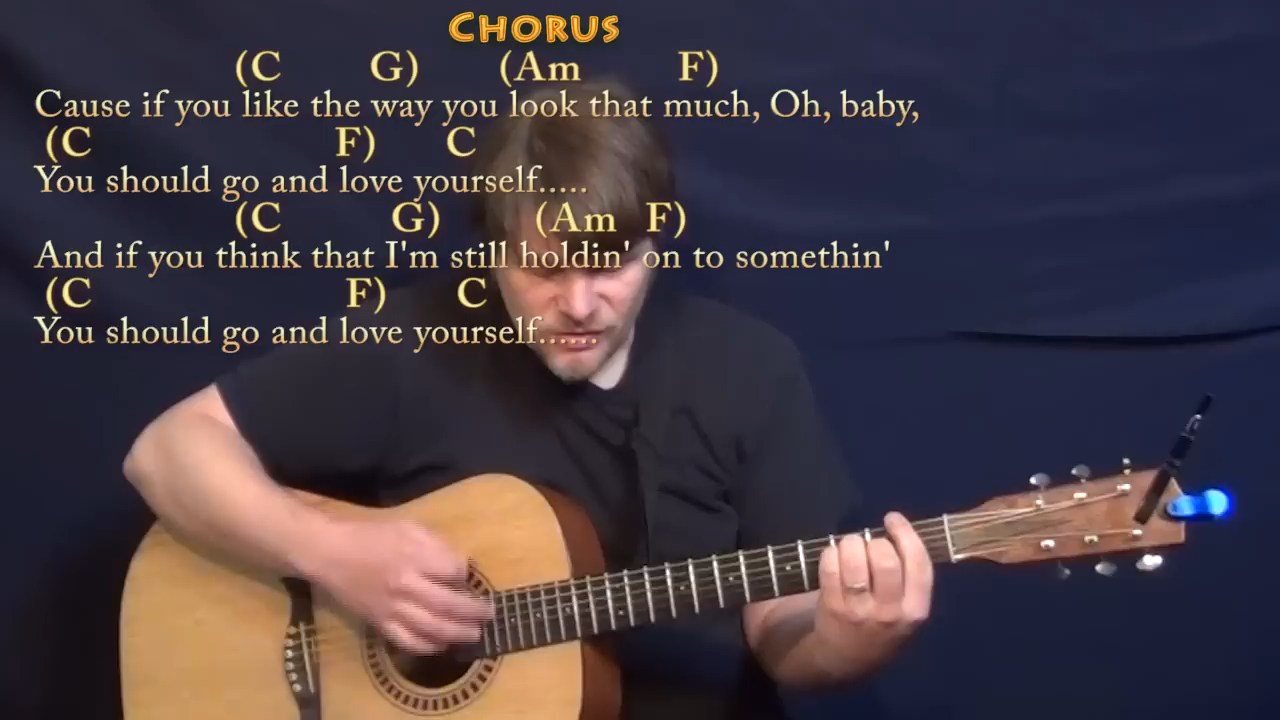 CHORUS
(C G) (Am F)
Cause if you like the way you look that much, Oh, baby,
(C F) C
You should go and love yourself.....
(C G) (Am F)
And if you think that I'm still holdin' on to somethin'
(C F) C
You should go and love yourself......